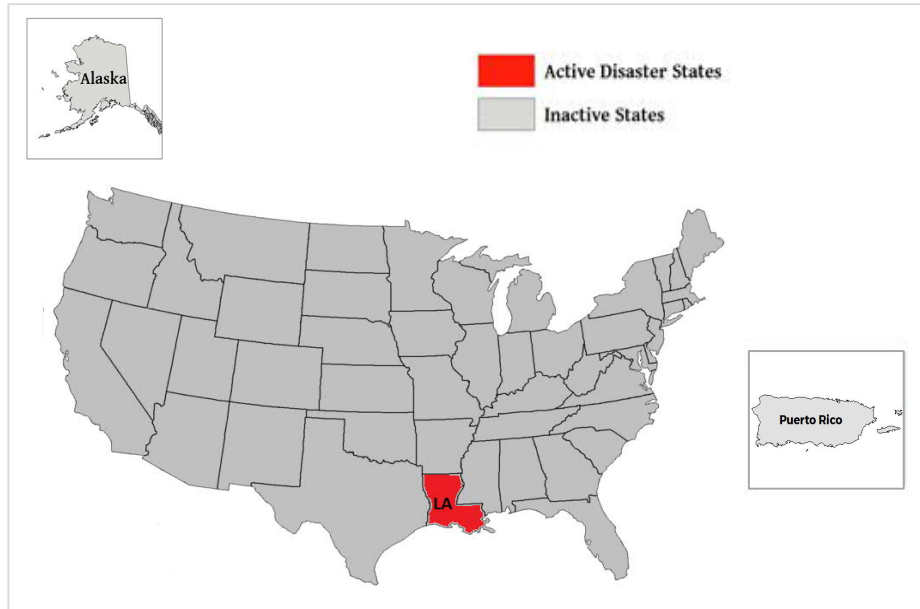 Alaska
Active Disaster States
Inactive States
Puerto Rico
LA